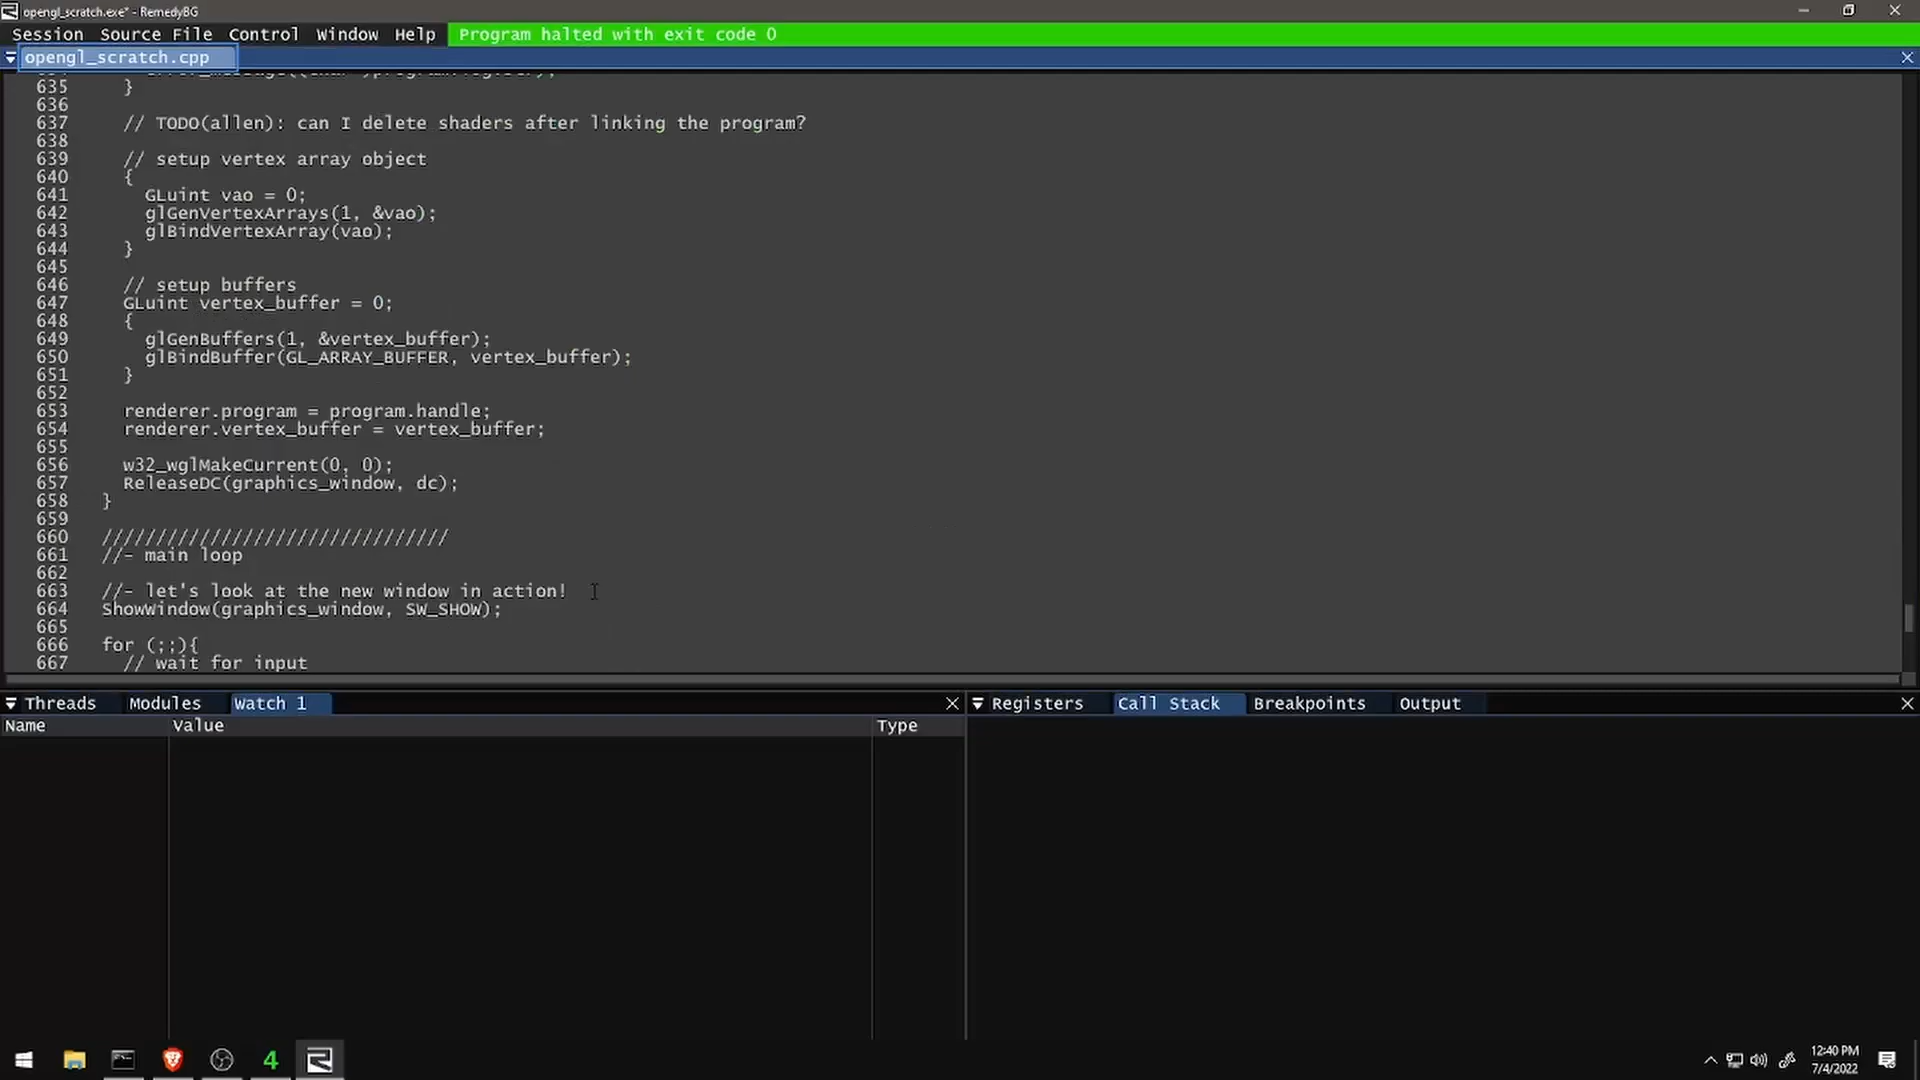 opengl_scratch.exe* - RemedyBG
Session Source File Control Window Help Program halted with exit code 0
opengl_scratch.cpp
635 }
636
637 // TODO(allen): can I delete shaders after linking the program?
638
639 // setup vertex array object
640 {
641 GLuint vao = 0;
642 glGenVertexArrays(1, &vao);
643 glBindVertexArray(vao);
644 }
645
646 // setup buffers
647 GLuint vertex_buffer = 0;
648 {
649 glGenBuffers(1, &vertex_buffer);
650 glBindBuffer(GL_ARRAY_BUFFER, vertex_buffer);
651 }
652
653 renderer.program = program.handle;
654 renderer.vertex_buffer = vertex_buffer;
655
656 w32_wglMakeCurrent(0, 0);
657 ReleaseDC(graphics_window, dc);
658 }
659
660 ////////////////////////////////
661 //- main loop
662
663 //- let's look at the new window in action!
664 ShowWindow(graphics_window, SW_SHOW);
665
666 for (;;){
667 // wait for input
Threads Modules Watch 1
Name Value Type
Registers Call Stack Breakpoints Output
4
12:40 PM
7/4/2022